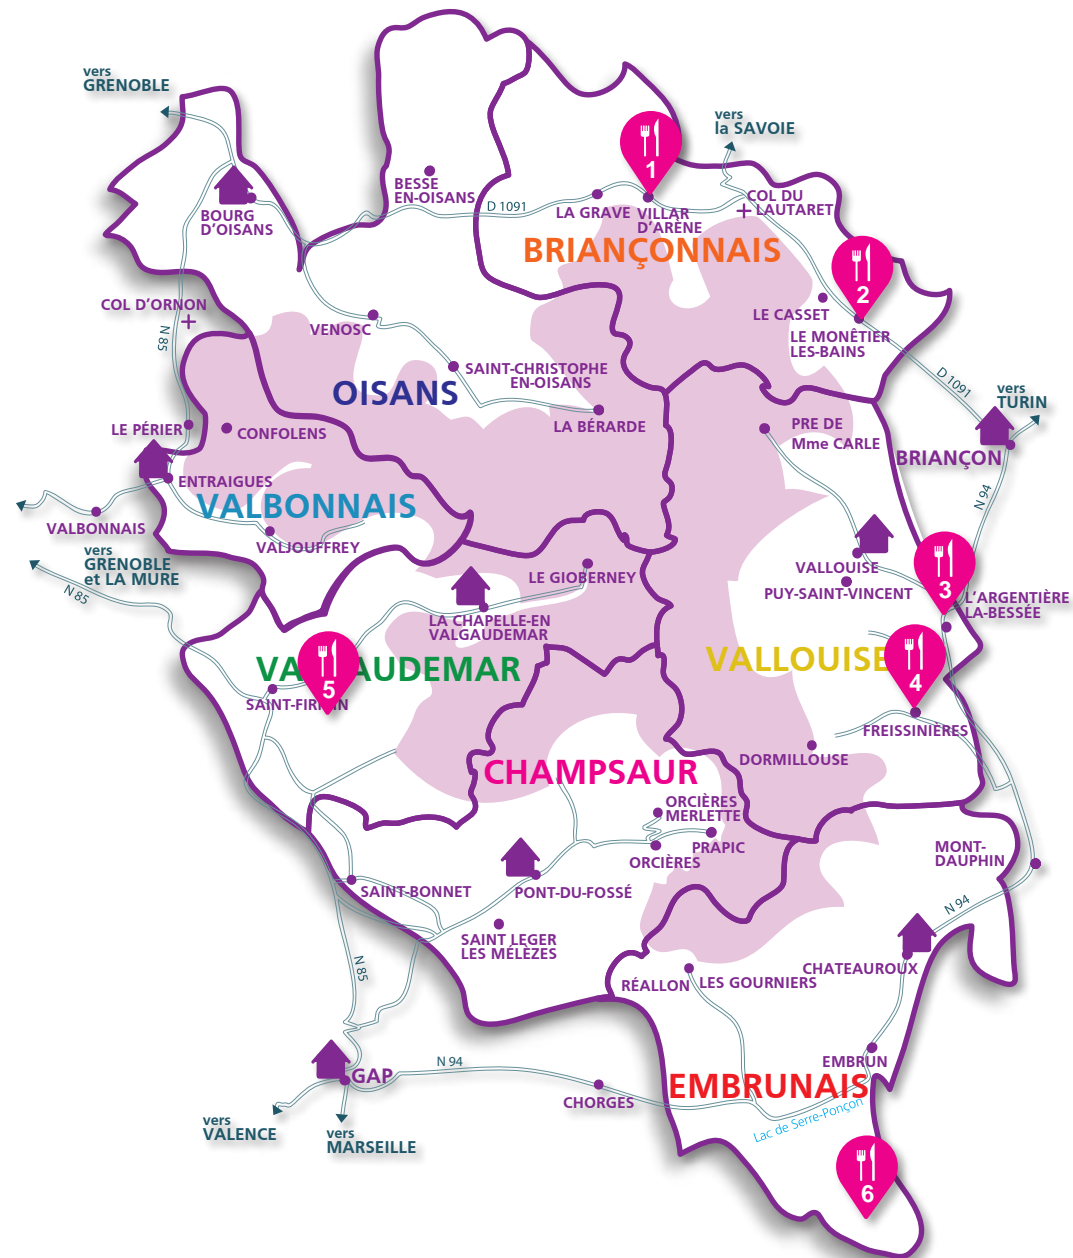 vers
GRENOBLE
vers
la SAVOIE
1
BESSE
EN-OISANS
BOURG
D'OISANS
D 1091
LA GRAVE
VILLAR
D'ARÈNE
COL DU
LAUTARET
BRIANÇONNAIS
2
COL D'ORNON
N 85
VENOSC
LE CASSET
LE MONÊTIER
LES-BAINS
SAINT-CHRISTOPHE
EN-OISANS
OISANS
D 1091
vers
TURIN
LE PÉRIER
CONFOLENS
LA BÉRARDE
PRE DE
Mme CARLE
BRIANÇON
ENTRAIGUES
VALBONNAIS
N 94
VALBONNAIS
VALJOUFFREY
vers
GRENOBLE
et LA MURE
N 85
LE GIOBERNEY
VALLOUISE
PUY-SAINT-VINCENT
3
L'ARGENTIÈRE
LA-BESSÉE
LA CHAPELLE-EN
VALGAUDEMAR
VALLOUISE
4
5
SAINT-FIR
FREISSINIÈRES
DORMILLOUSE
CHAMPSAUR
ORCIÈRES
MERLETTE
PRAPIC
ORCIÈRES
MONT-
DAUPHIN
SAINT-BONNET
PONT-DU-FOSSÉ
N 94
SAINT LEGER
LES MÉLÈZES
N 85
CHATEAUROUX
RÉALLON
LES GOURNIERS
EMBRUN
N 94
GAP
EMBRUNAIS
CHORGES
Lac de Serre-Ponçon
vers
VALENCE
vers
MARSEILLE
6